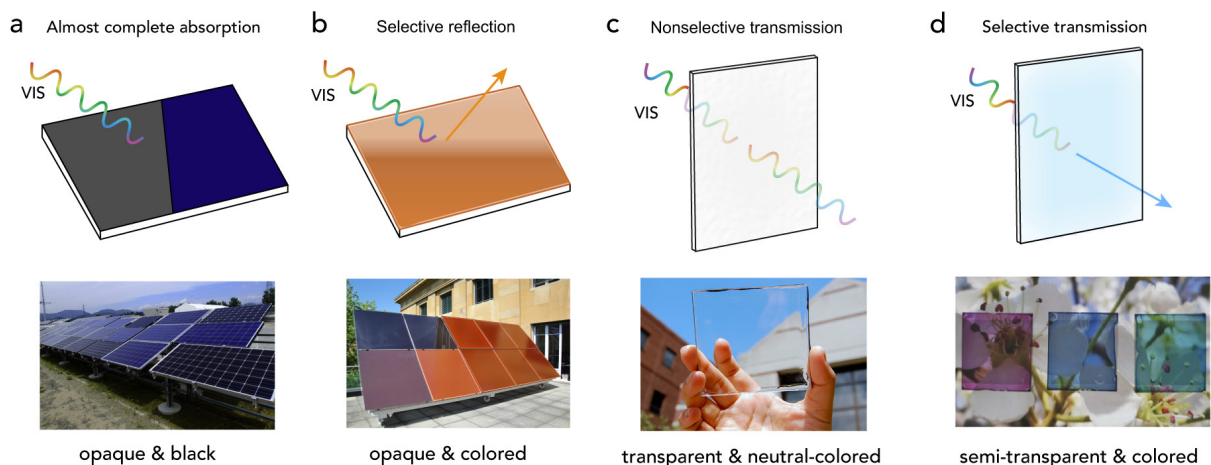 a Almost complete absorption
b Selective reflection
c Nonselective transmission
d Selective transmission
VIS
VIS
VIS
VIS
opaque & black
opaque & colored
transparent & neutral-colored
semi-transparent & colored